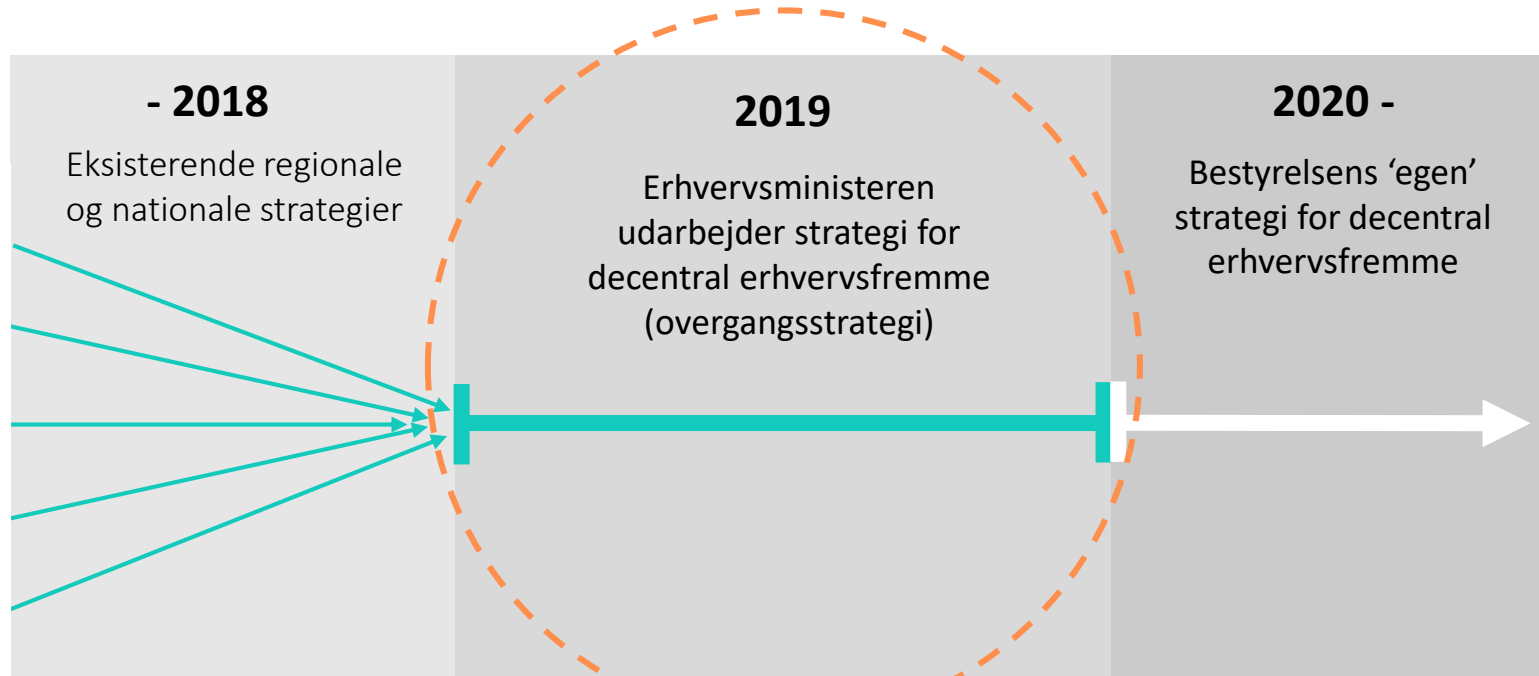 - 2018
Eksisterende regionale
og nationale strategier
2019
Erhvervsministeren
udarbejder strategi for
decentral erhvervsfremme
(overgangsstrategi)
2020 -
Bestyrelsens ‘egen’
strategi for decentral
erhvervsfremme